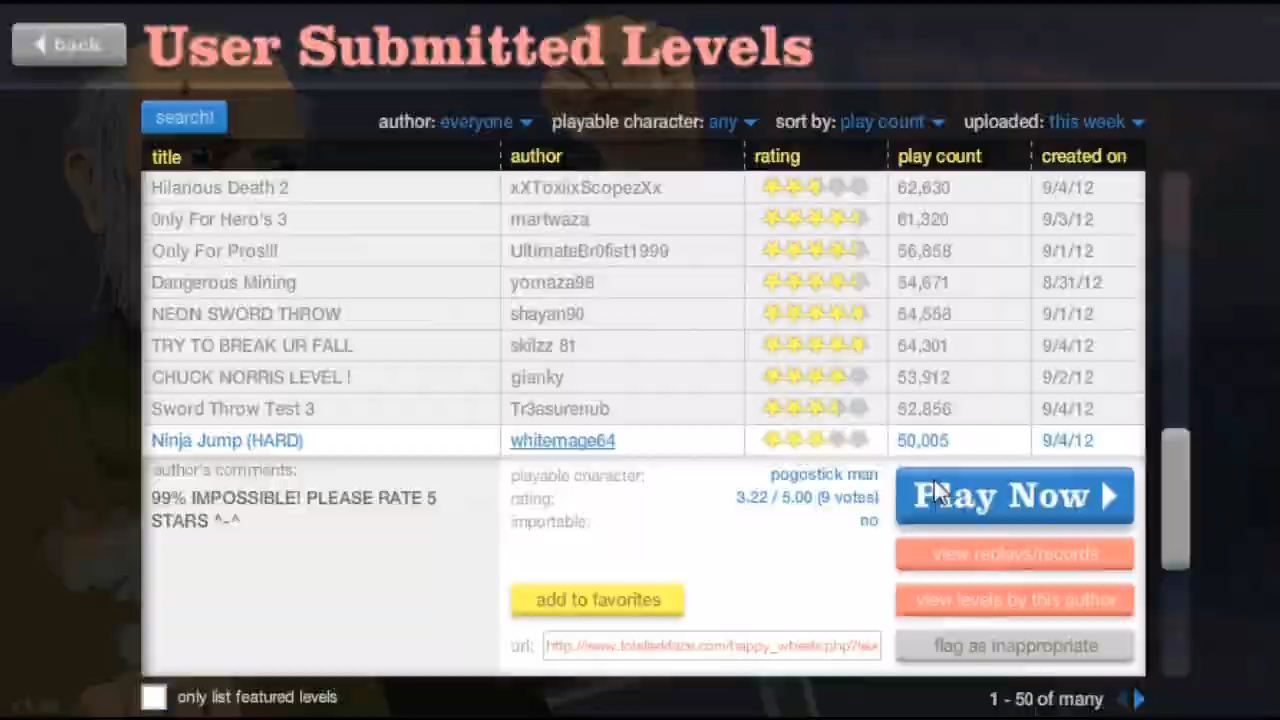 back
User Submitted Levels
search!
author: everyone playable character: any sort by: play count uploaded: this week
title author rating play count created on
Hilarious Death 2 xXToxiixScopezXx 62,630 9/4/12
Only For Hero's 3 martwaza 61,320 9/3/12
Only For Pros!!! UltimateBr0fist1999 56,858 9/1/12
Dangerous Mining yomaza98 54,671 8/31/12
NEON SWORD THROW shayan90 54,558 9/4/12
TRY TO BREAK UR FALL skilzz 81 54,301 9/4/12
CHUCK NORRIS LEVEL ! gianky 53,912 9/2/12
Sword Throw Test 3 Tr3asurenub 52,856 9/4/12
Ninja Jump (HARD) whitemage64 50,005 9/4/12
author's comments:
99% IMPOSSIBLE! PLEASE RATE 5
STARS ^-^
playable character: pogostick man
rating: 3.22 / 5.00 (9 votes)
importable: no
add to favorites
url: http://www.totaljerkface.com/happy_wheels.php?
Play Now
view replays/records
view levels by this author
flag as inappropriate
only list featured levels
1 - 50 of many